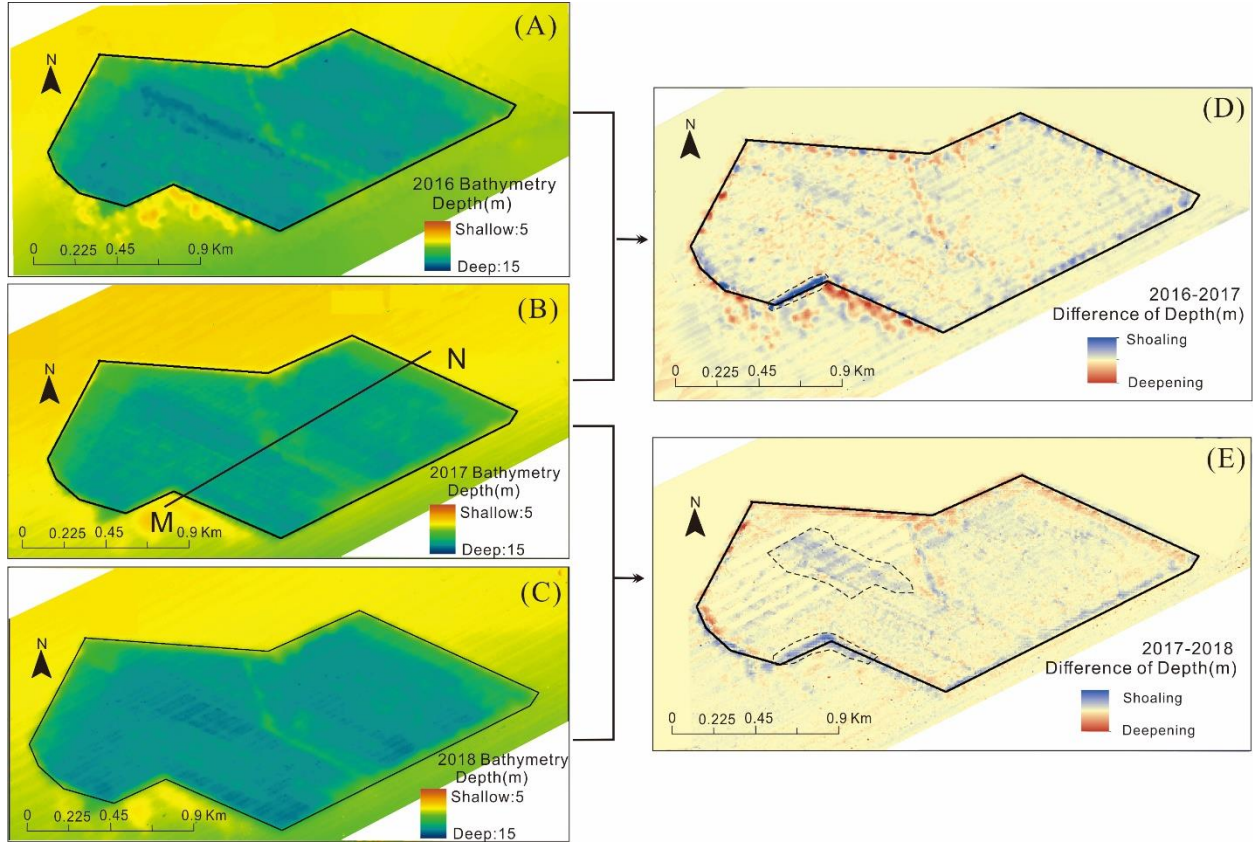 (A)
N
2016 Bathymetry
Depth(m)
Shallow:5
Deep:15
0 0.225 0.45 0.9 Km
(B)
N
N
M
2017 Bathymetry
Depth(m)
Shallow:5
Deep:15
0 0.225 0.45 0.9 Km
(C)
N
2018 Bathymetry
Depth(m)
Shallow:5
Deep:15
0 0.225 0.45 0.9 Km
(D)
N
2016-2017
Difference of Depth(m)
Shoaling
Deepening
0 0.225 0.45 0.9 Km
(E)
N
2017-2018
Difference of Depth(m)
Shoaling
Deepening
0 0.225 0.45 0.9 Km